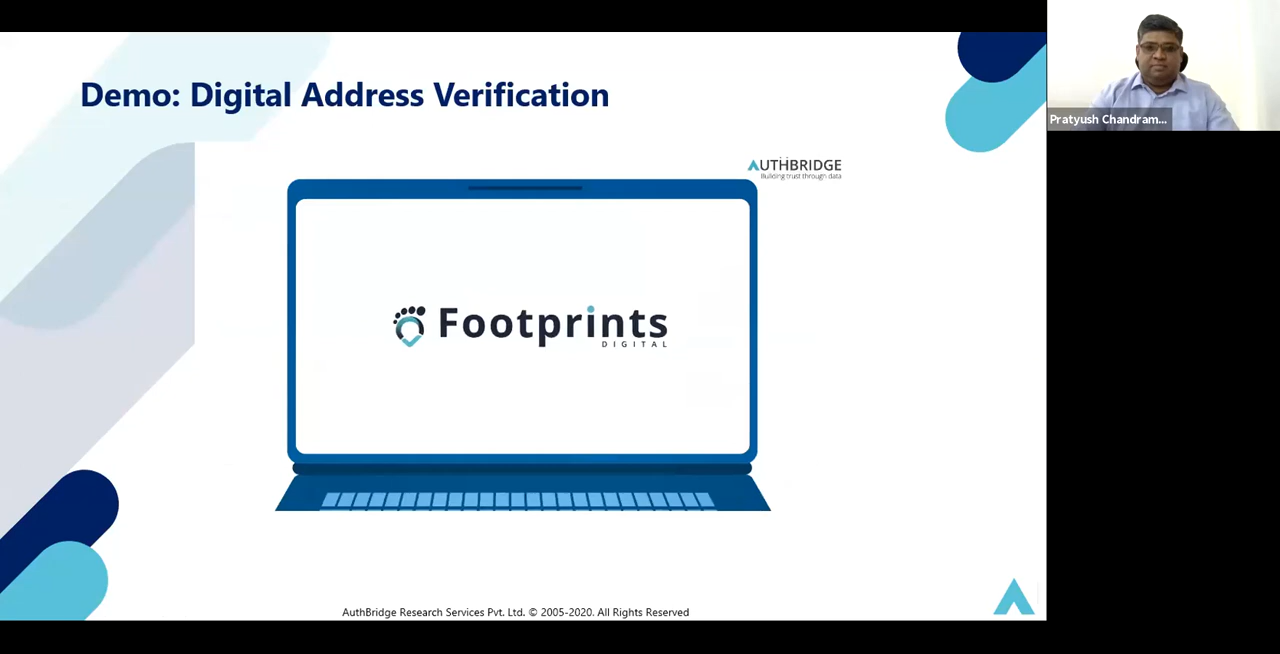 Demo: Digital Address Verification
Pratyush Chandram...
AUTHBRIDGE
Building trust through data
Footprints
DIGITAL
AuthBridge Research Services Pvt. Ltd. © 2005-2020. All Rights Reserved